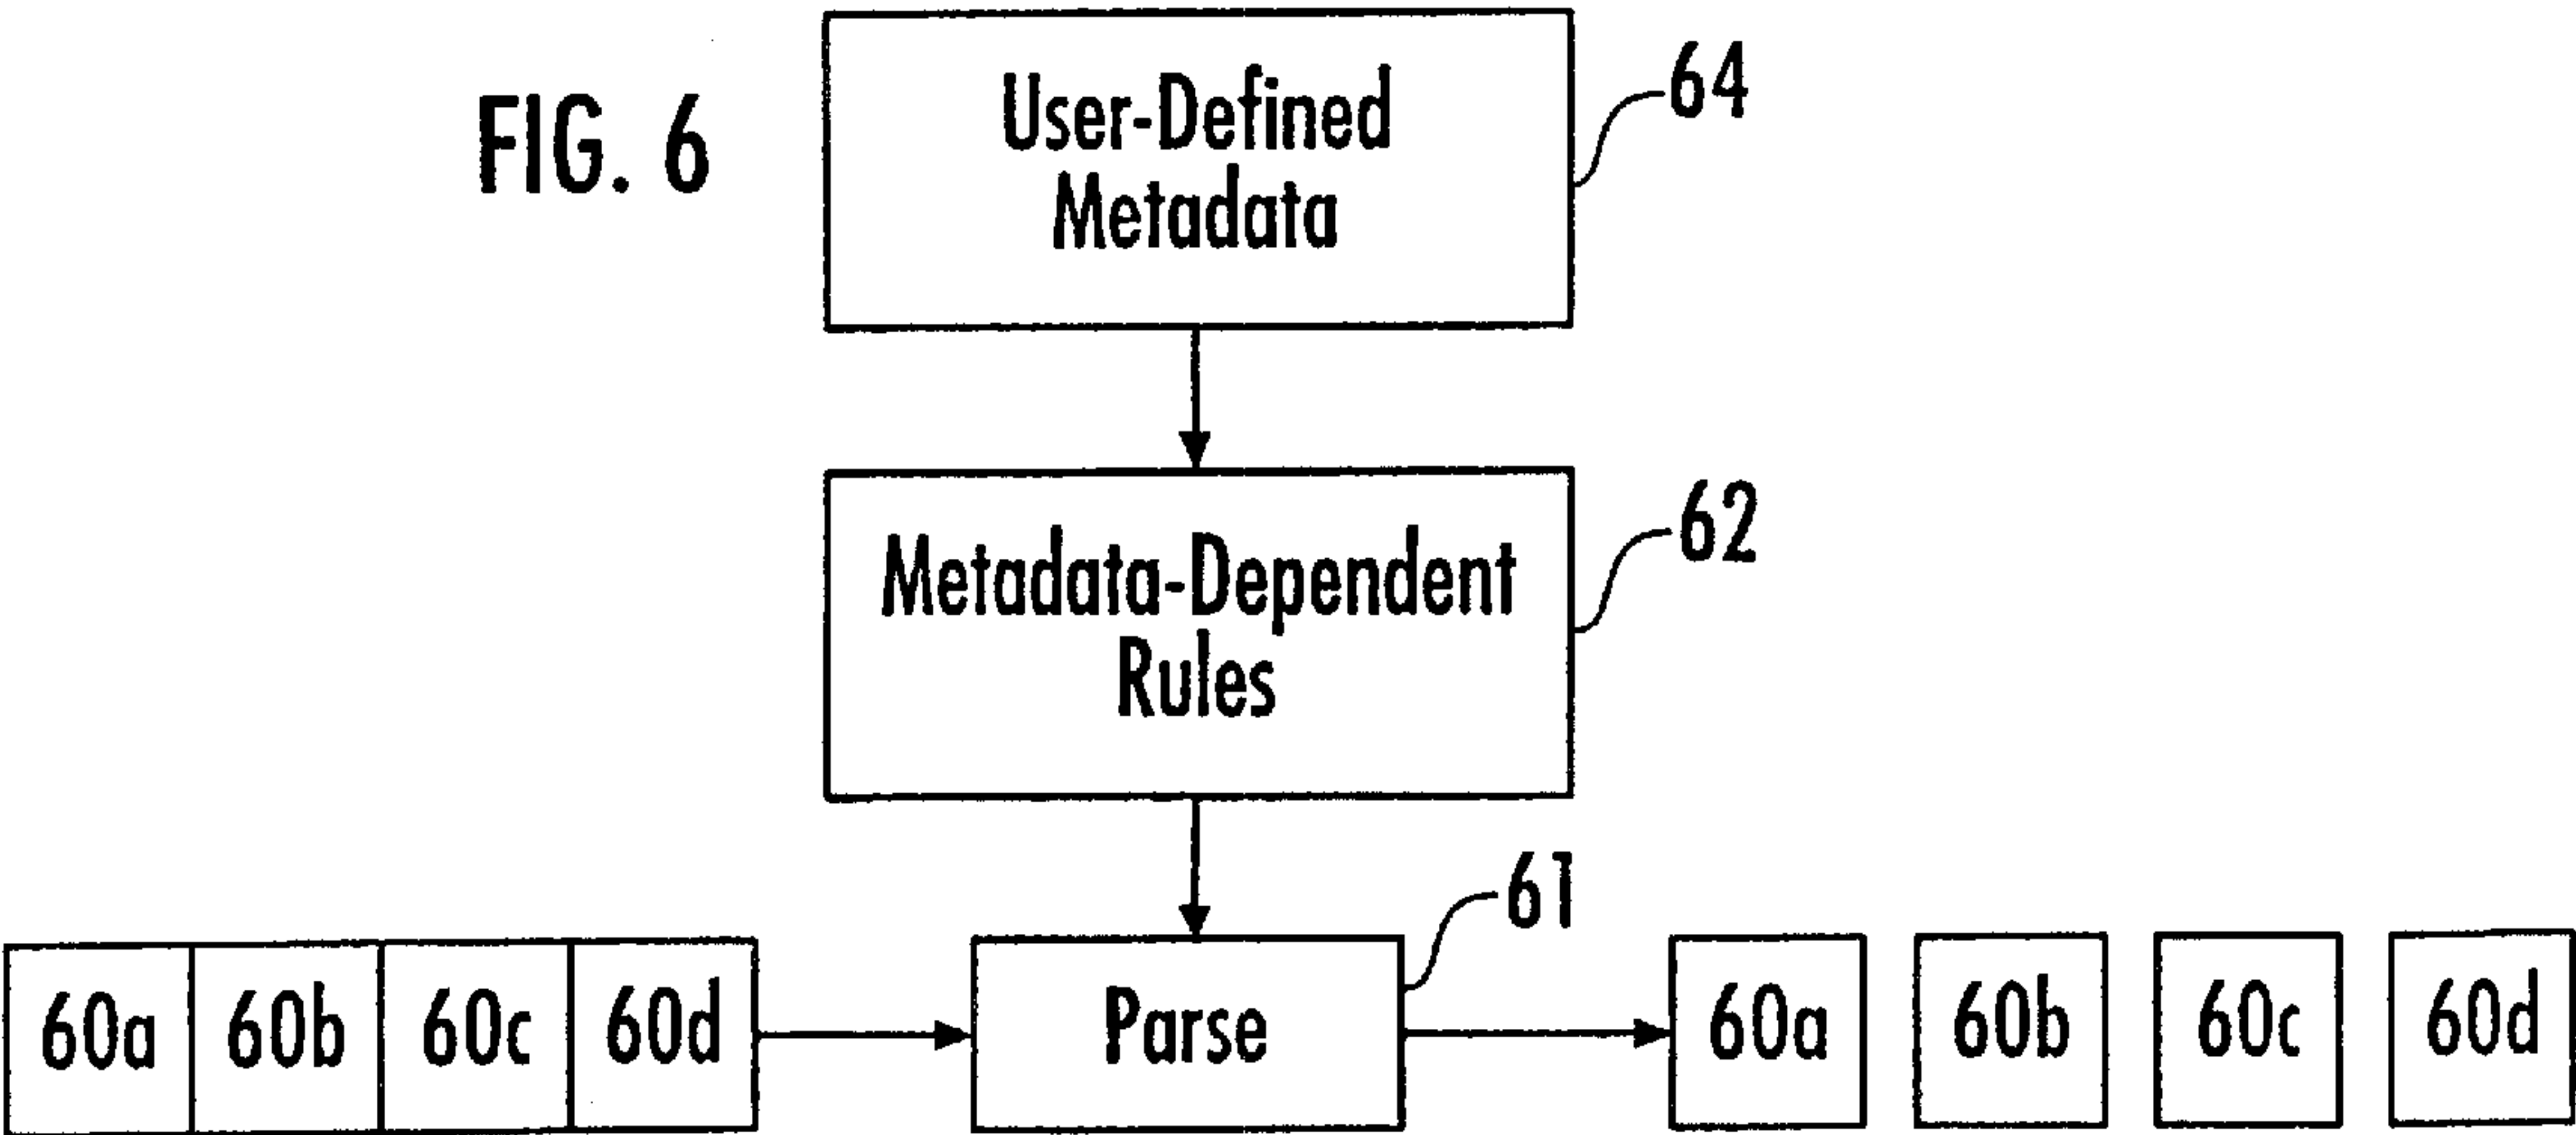 FIG. 6
User-Defined
Metadata
64
Metadata-Dependent
Rules
62
61
60a 60b 60c 60d
Parse
60a 60b 60c 60d